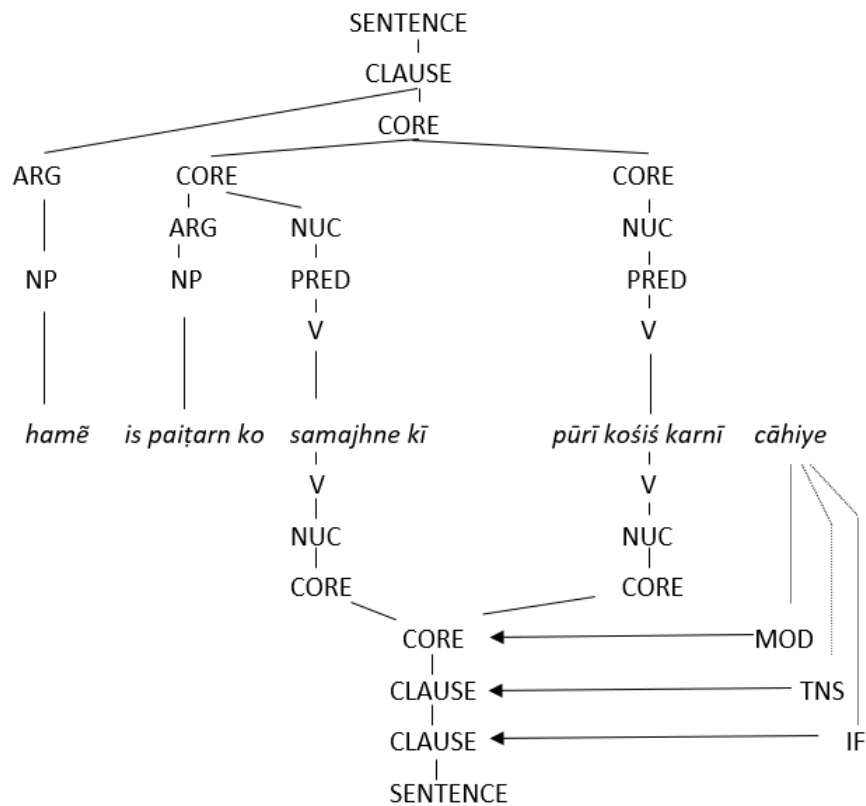 SENTENCE
CLAUSE
CORE
ARG CORE CORE
ARG NUC NUC
NP NP PRED PRED
V V
hamẽ is paiṭarn ko samajhne kī pūrī kośiś karnī cāhiye
V V
NUC NUC
CORE CORE
CORE MOD
CLAUSE TNS
CLAUSE IF
SENTENCE